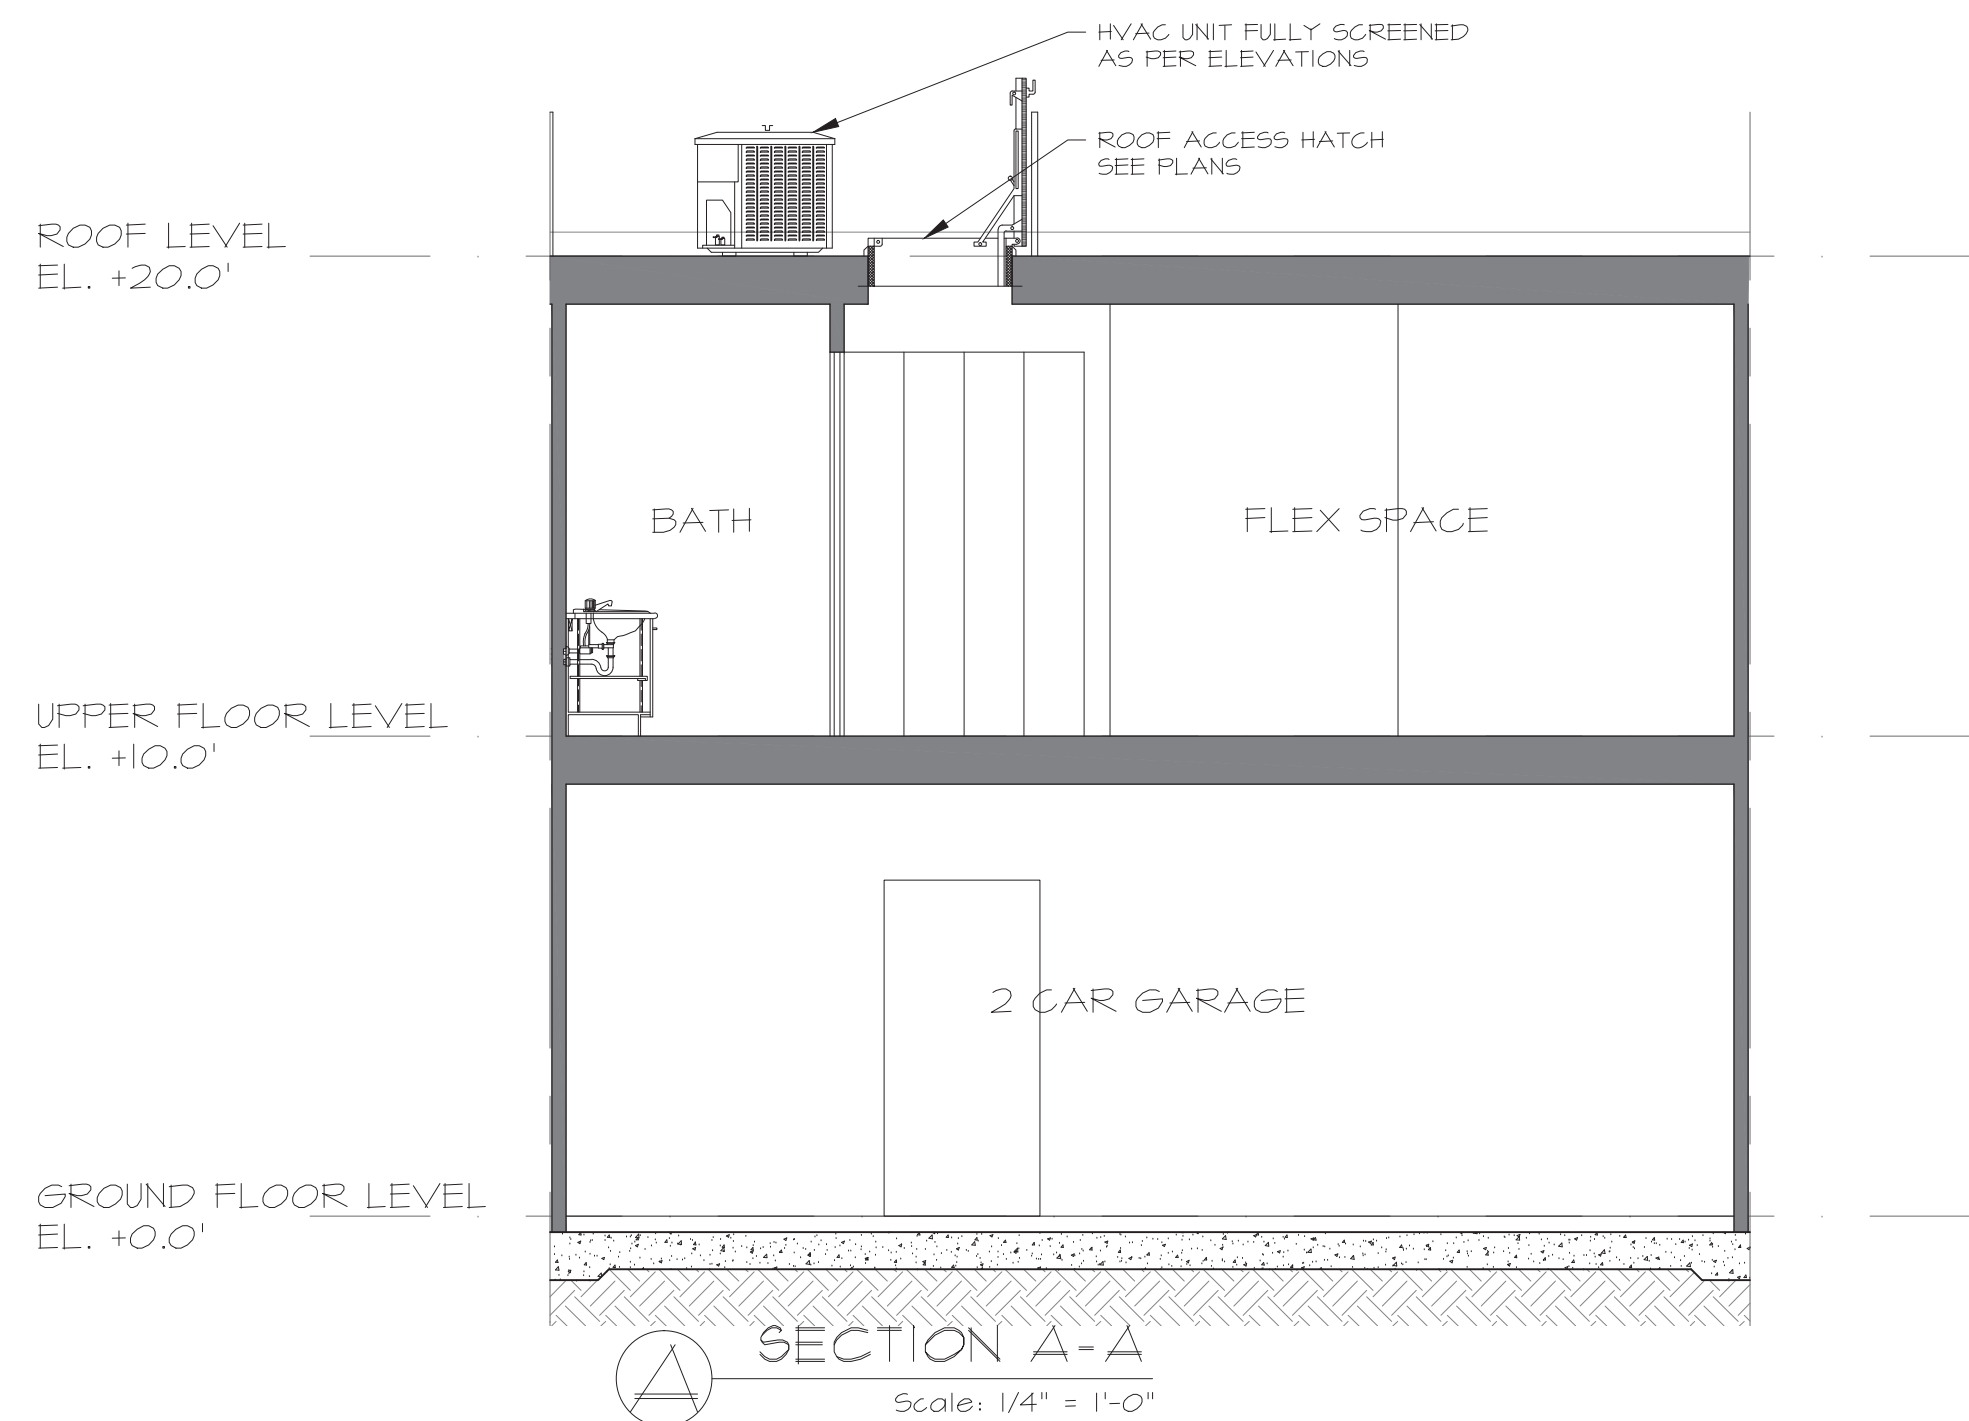 HVAC UNIT FULLY SCREENED
AS PER ELEVATIONS
ROOF ACCESS HATCH
SEE PLANS
ROOF LEVEL
EL. +20.0'
BATH
FLEX SPACE
UPPER FLOOR LEVEL
EL. +10.0'
2 CAR GARAGE
GROUND FLOOR LEVEL
EL. +0.0'
SECTION A-A
A
Scale: 1/4" = 1'-0"